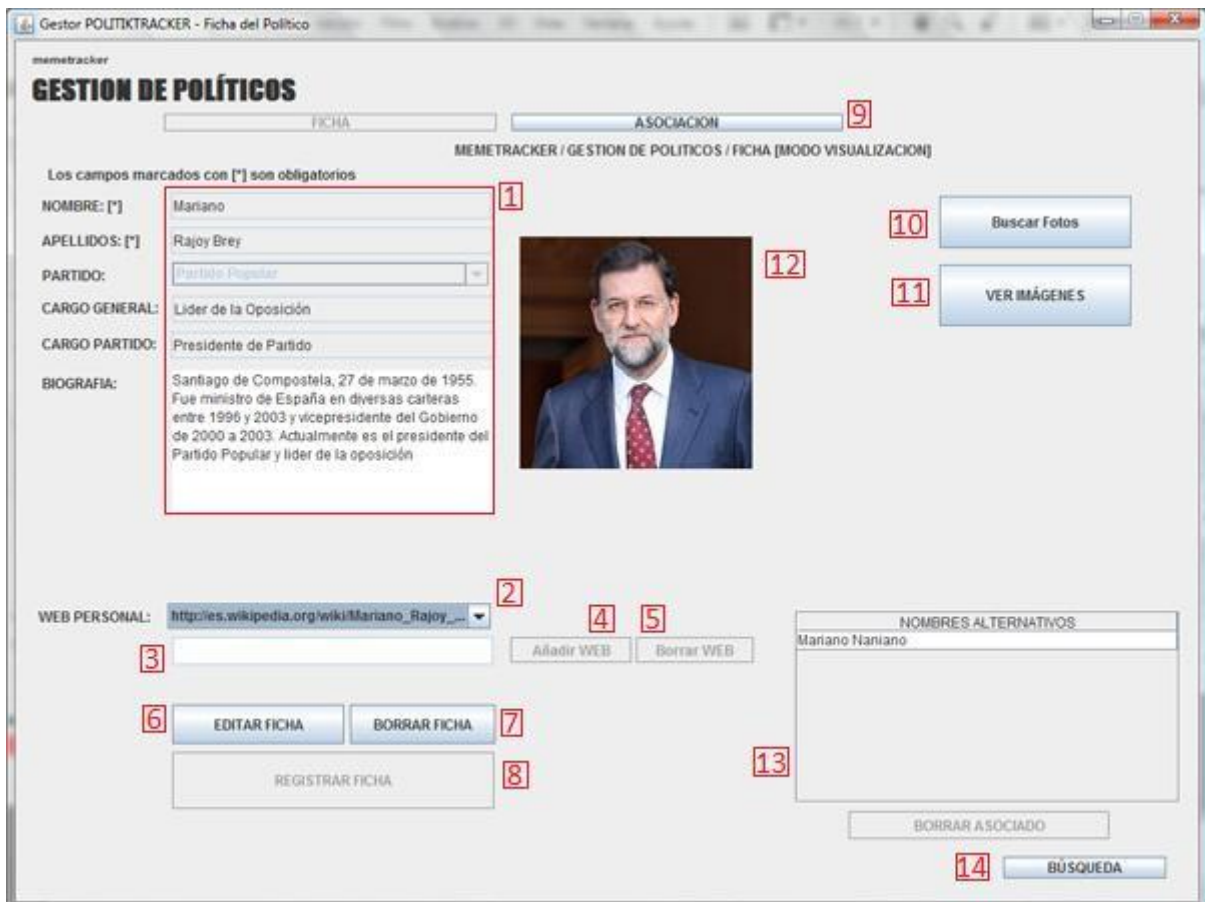 Gestor POLITIKTRACKER - Ficha del Político
memetracker
GESTION DE POLÍTICOS
FICHA
ASOCIACION
9
MEMETRACKER / GESTION DE POLITICOS / FICHA [MODO VISUALIZACION]
Los campos marcados con [*] son obligatorios
1
NOMBRE: [*] Mariano
APELLIDOS: [*] Rajoy Brey
PARTIDO: Partido Popular
CARGO GENERAL: Lider de la Oposición
CARGO PARTIDO: Presidente de Partido
BIOGRAFIA: Santiago de Compostela, 27 de marzo de 1955.
Fue ministro de España en diversas carteras
entre 1996 y 2003 y vicepresidente del Gobierno
de 2000 a 2003. Actualmente es el presidente del
Partido Popular y lider de la oposición
12
10 Buscar Fotos
11 VER IMÁGENES
2
WEB PERSONAL: http://es.wikipedia.org/wiki/Mariano_Rajoy_...
3
4 5
Añadir WEB Borrar WEB
6 EDITAR FICHA BORRAR FICHA 7
REGISTRAR FICHA 8
NOMBRES ALTERNATIVOS
Mariano Naniano
13
BORRAR ASOCIADO
14 BÚSQUEDA